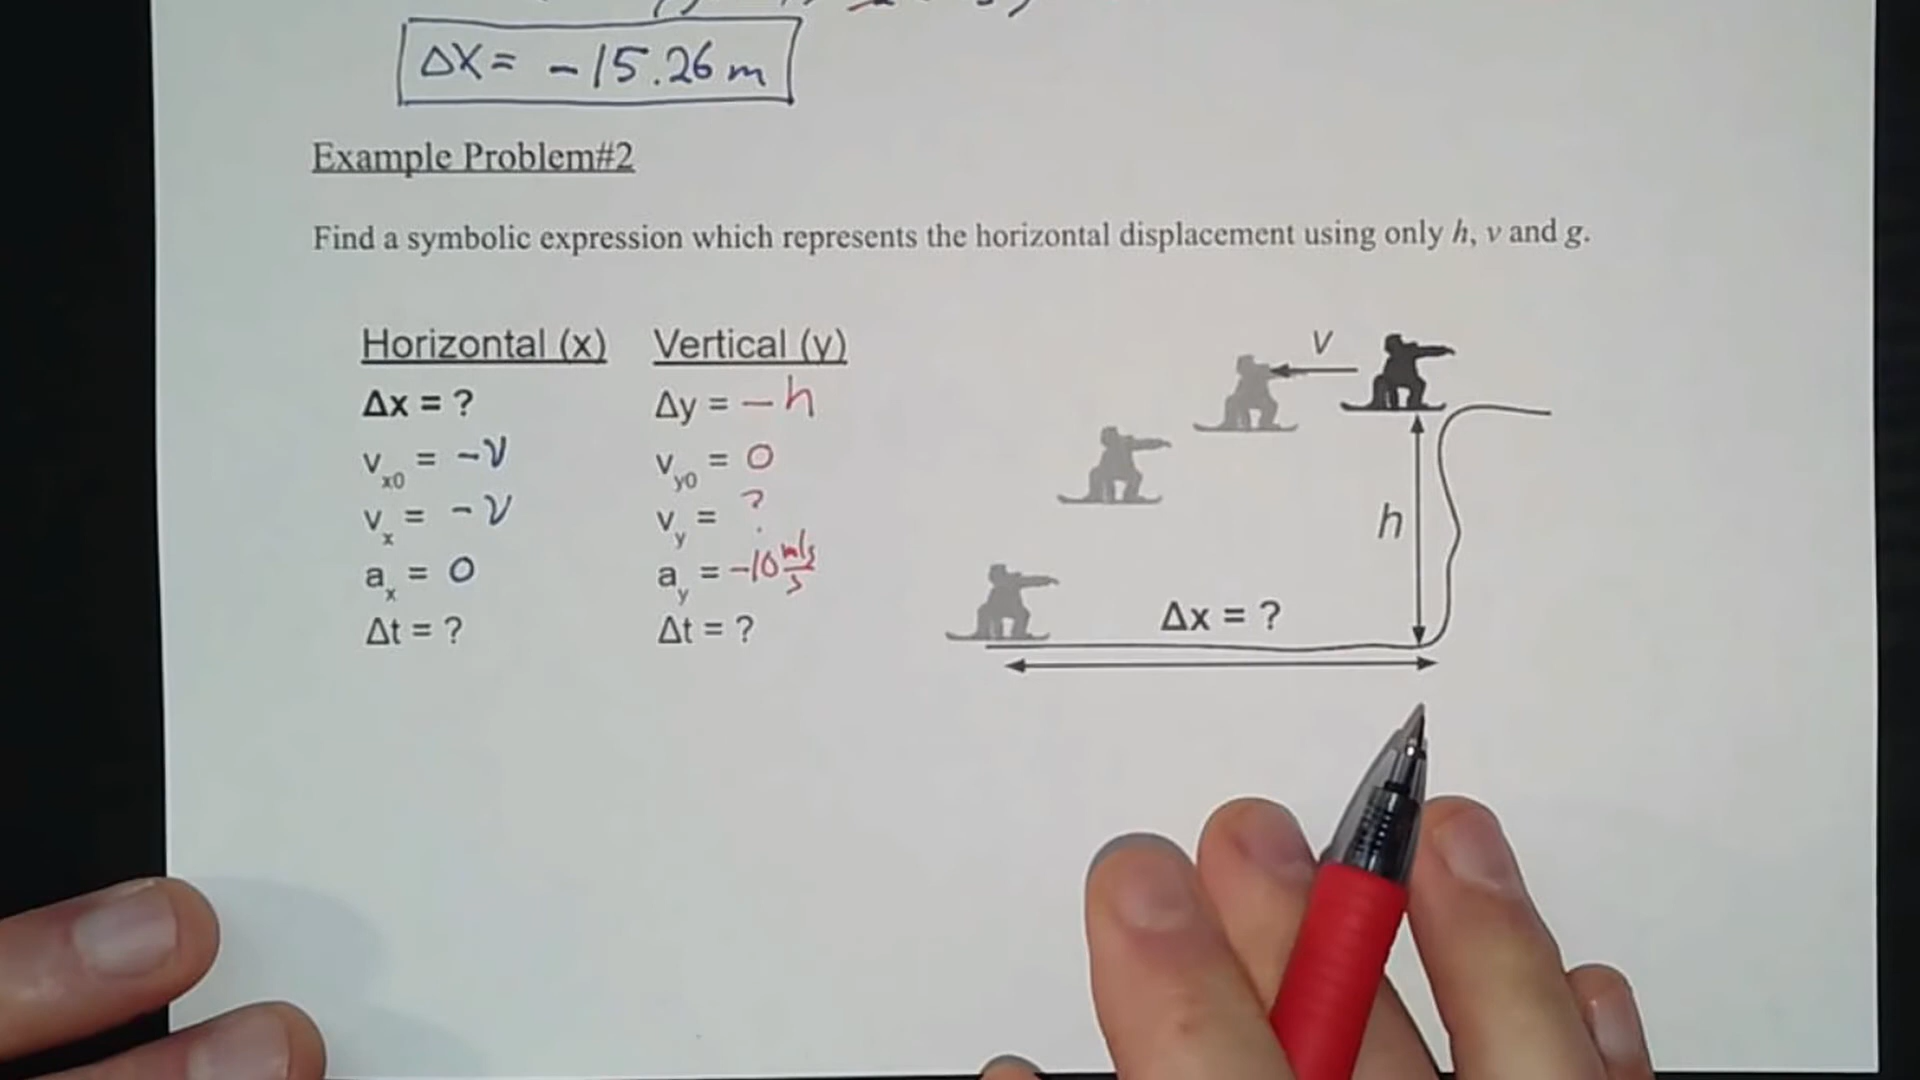 ΔX = -15.26 m
Example Problem#2
Find a symbolic expression which represents the horizontal displacement using only h, v and g.
Horizontal (x)
Δx = ?
vx0 = -v
vx = -v
ax = 0
Δt = ?
Vertical (y)
Δy = -h
vy0 = 0
vy = ?
ay = -10 m/s/s
Δt = ?
v
h
Δx = ?